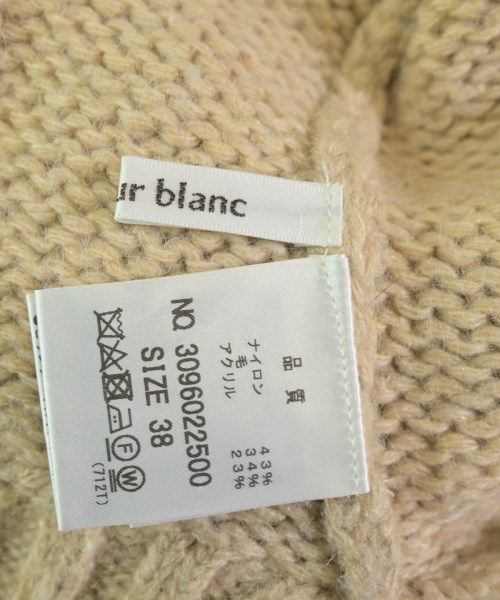 ur blanc
品質
ナイロン 43%
毛 34%
アクリル 23%
NO. 3096022500
SIZE 38
F W
(712T)